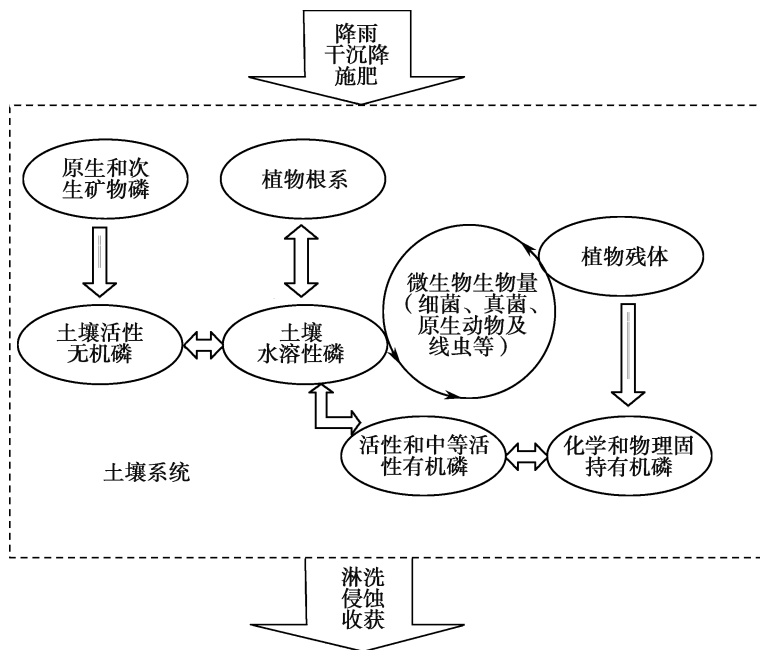 降雨
干沉降
施肥
原生和次
生矿物磷
植物根系
植物残体
微生物生物量
（细菌、真菌、
原生动物及
线虫等）
土壤活性
无机磷
土壤
水溶性磷
活性和中等活
性有机磷
化学和物理固
持有机磷
土壤系统
淋洗
侵蚀
收获